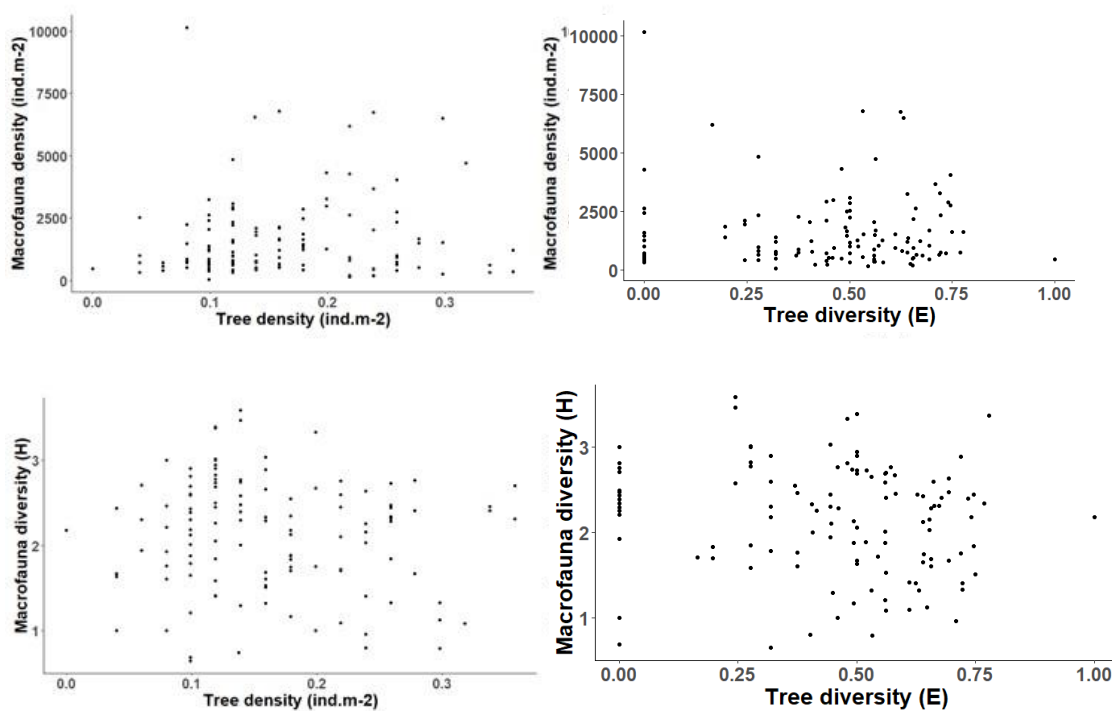 10000
7500
5000
2500
0
Macrofauna density (ind.m-2)
0.0 0.1 0.2 0.3
Tree density (ind.m-2)
10000
7500
5000
2500
0
Macrofauna density (ind.m-2)
0.00 0.25 0.50 0.75 1.00
Tree diversity (E)
3
2
1
Macrofauna diversity (H)
0.0 0.1 0.2 0.3
Tree density (ind.m-2)
3
2
1
Macrofauna diversity (H)
0.00 0.25 0.50 0.75 1.00
Tree diversity (E)